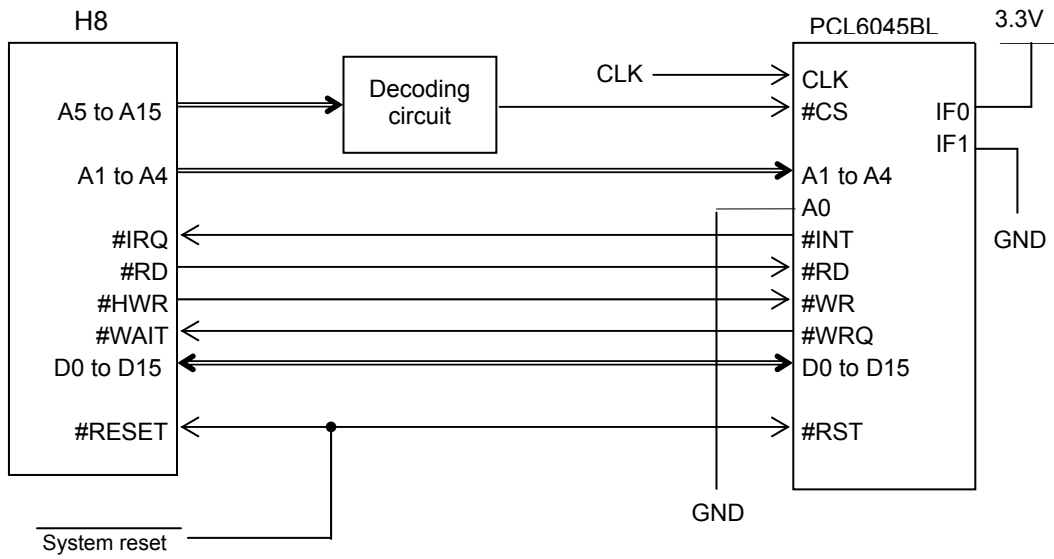 H8
PCL6045BL
3.3V
A5 to A15
Decoding
circuit
CLK
CLK
#CS
IF0
IF1
A1 to A4
A1 to A4
A0
#IRQ
#INT
GND
#RD
#RD
#HWR
#WR
#WAIT
#WRQ
D0 to D15
D0 to D15
#RESET
#RST
GND
System reset